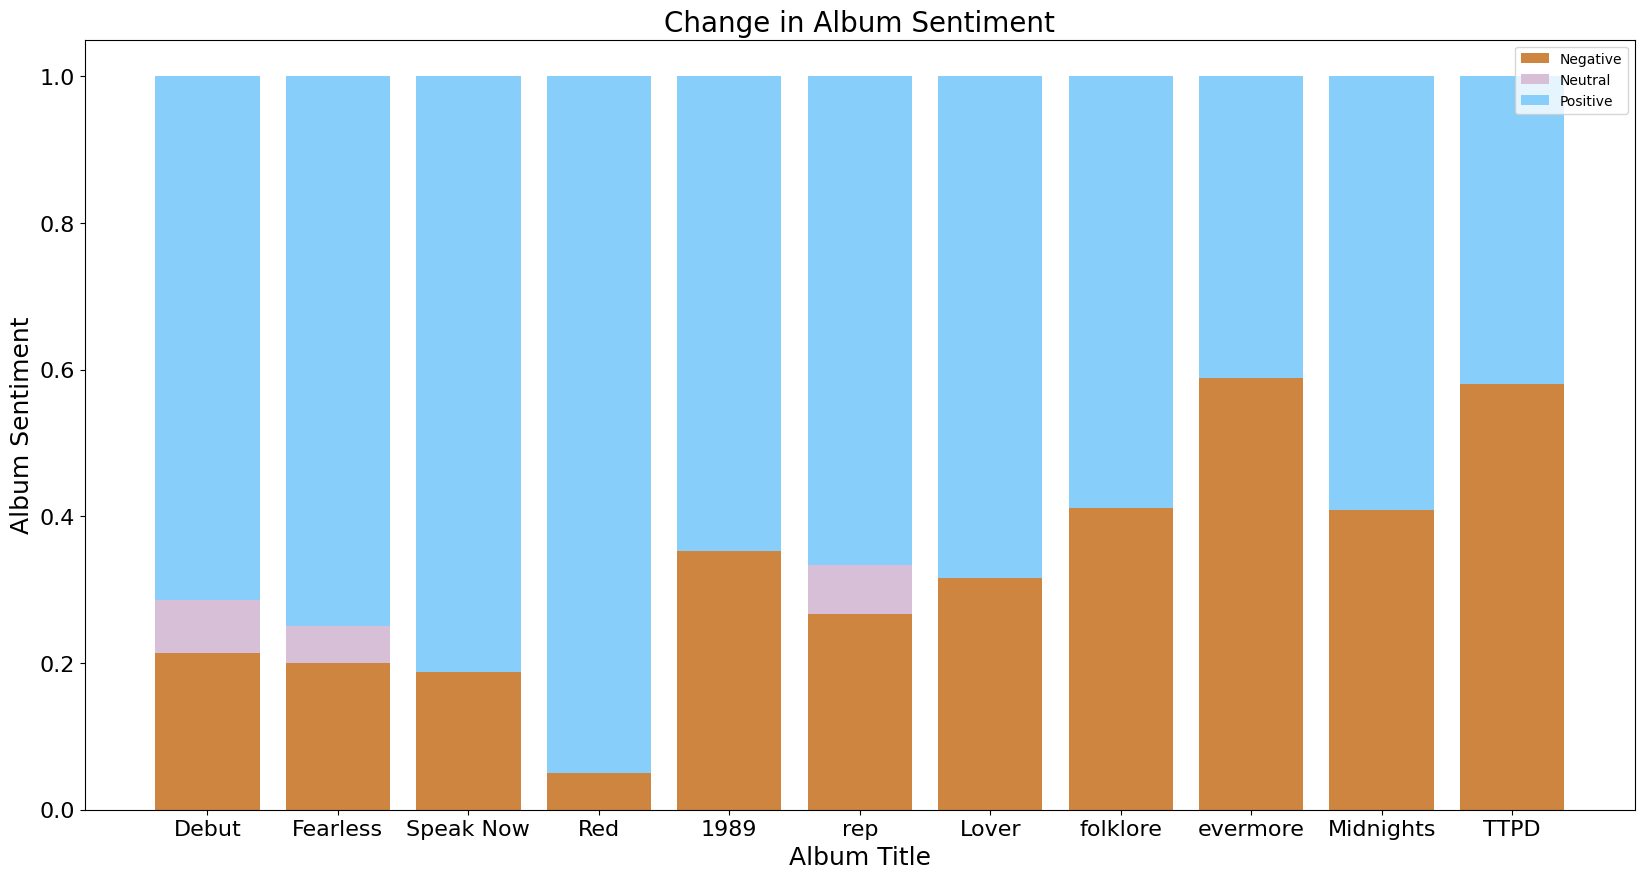 Change in Album Sentiment
Negative
Neutral
Positive
Album Sentiment
1.0
0.8
0.6
0.4
0.2
0.0
Debut Fearless Speak Now Red 1989 rep Lover folklore evermore Midnights TTPD
Album Title